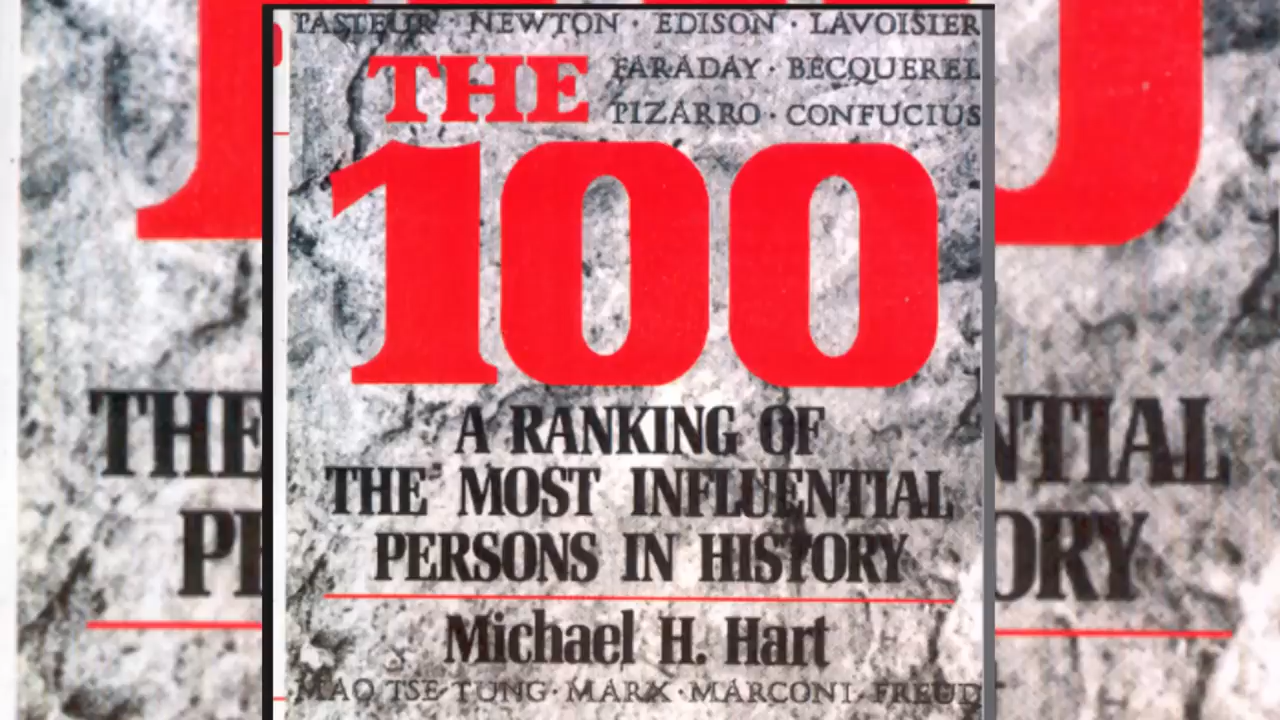 PASTEUR · NEWTON · EDISON · LAVOISIER
THE
FARADAY · BECQUEREL
PIZARRO · CONFUCIUS
100
A RANKING OF
THE MOST INFLUENTIAL
PERSONS IN HISTORY
Michael H. Hart
MAO TSE-TUNG · MARX · MARCONI · FREUD